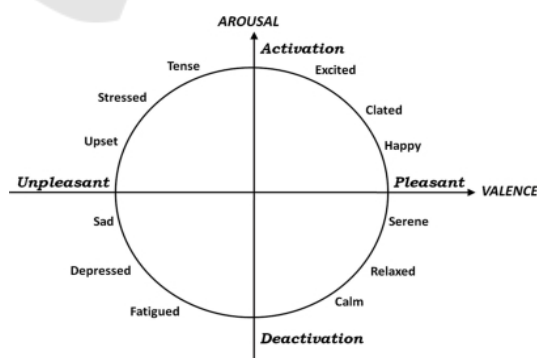 AROUSAL
Activation
Tense
Excited
Stressed
Clated
Upset
Happy
Unpleasant
Pleasant
VALENCE
Sad
Serene
Depressed
Relaxed
Fatigued
Calm
Deactivation